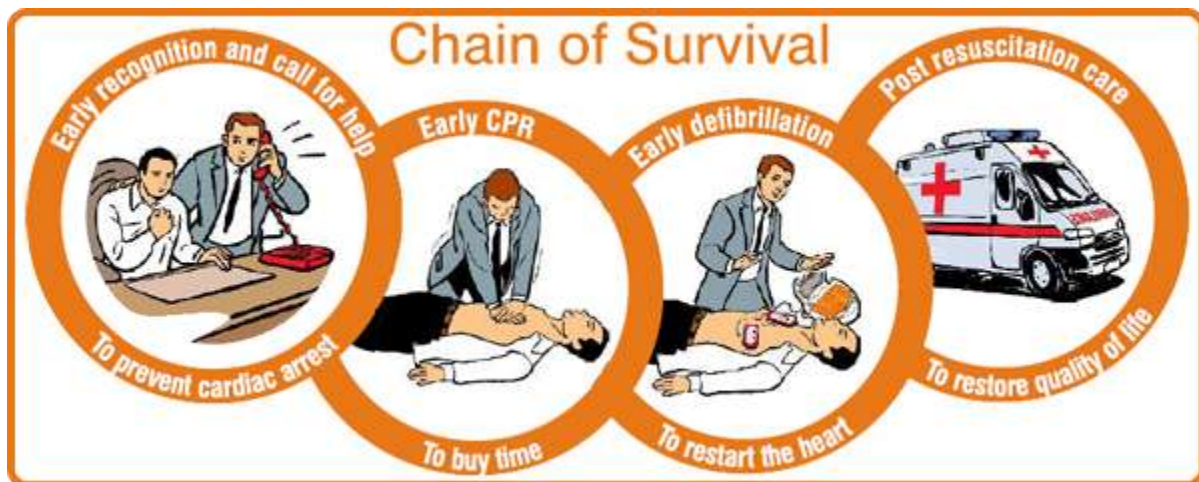 Chain of Survival
Early recognition and call for help
To prevent cardiac arrest
Early CPR
To buy time
Early defibrillation
To restart the heart
Post resuscitation care
To restore quality of life